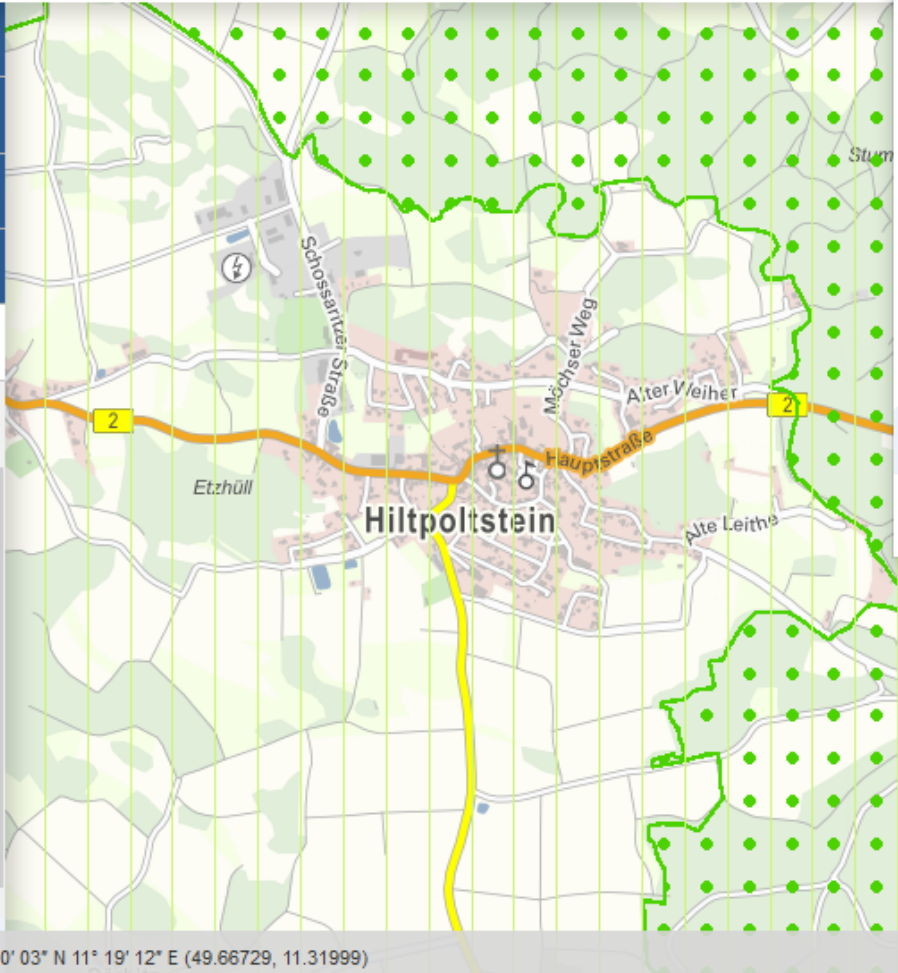 Stum
Schossaritzer Straße
Möchser Weg
Alter Weiher
2
2
Hauptstraße
Etzhüll
Hiltpoltstein
Alte Leithe
0' 03" N 11° 19' 12" E (49.66729, 11.31999)